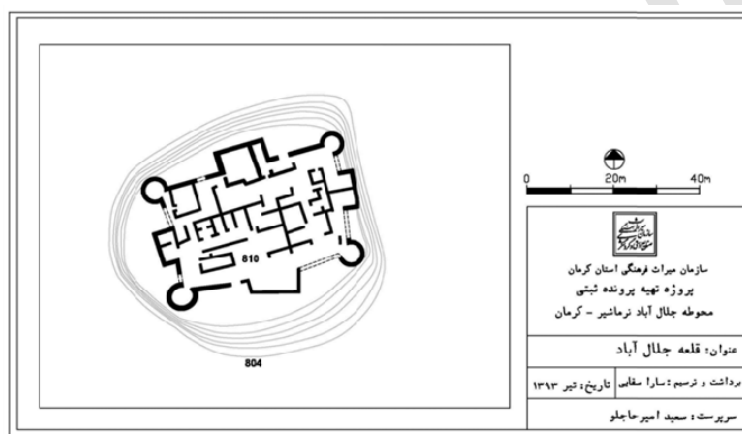 810
804
0 20m 40m
سازمان میراث فرهنگی استان کرمان
پروژه تهیه پرونده ثبتی
محوطه جلال آباد نرماشیر - کرمان
عنوان: قلعه جلال آباد
برداشت و ترسیم: سارا سقایی
تاریخ: تیر ۱۳۹۳
سرپرست: سعید امیرحاجلو